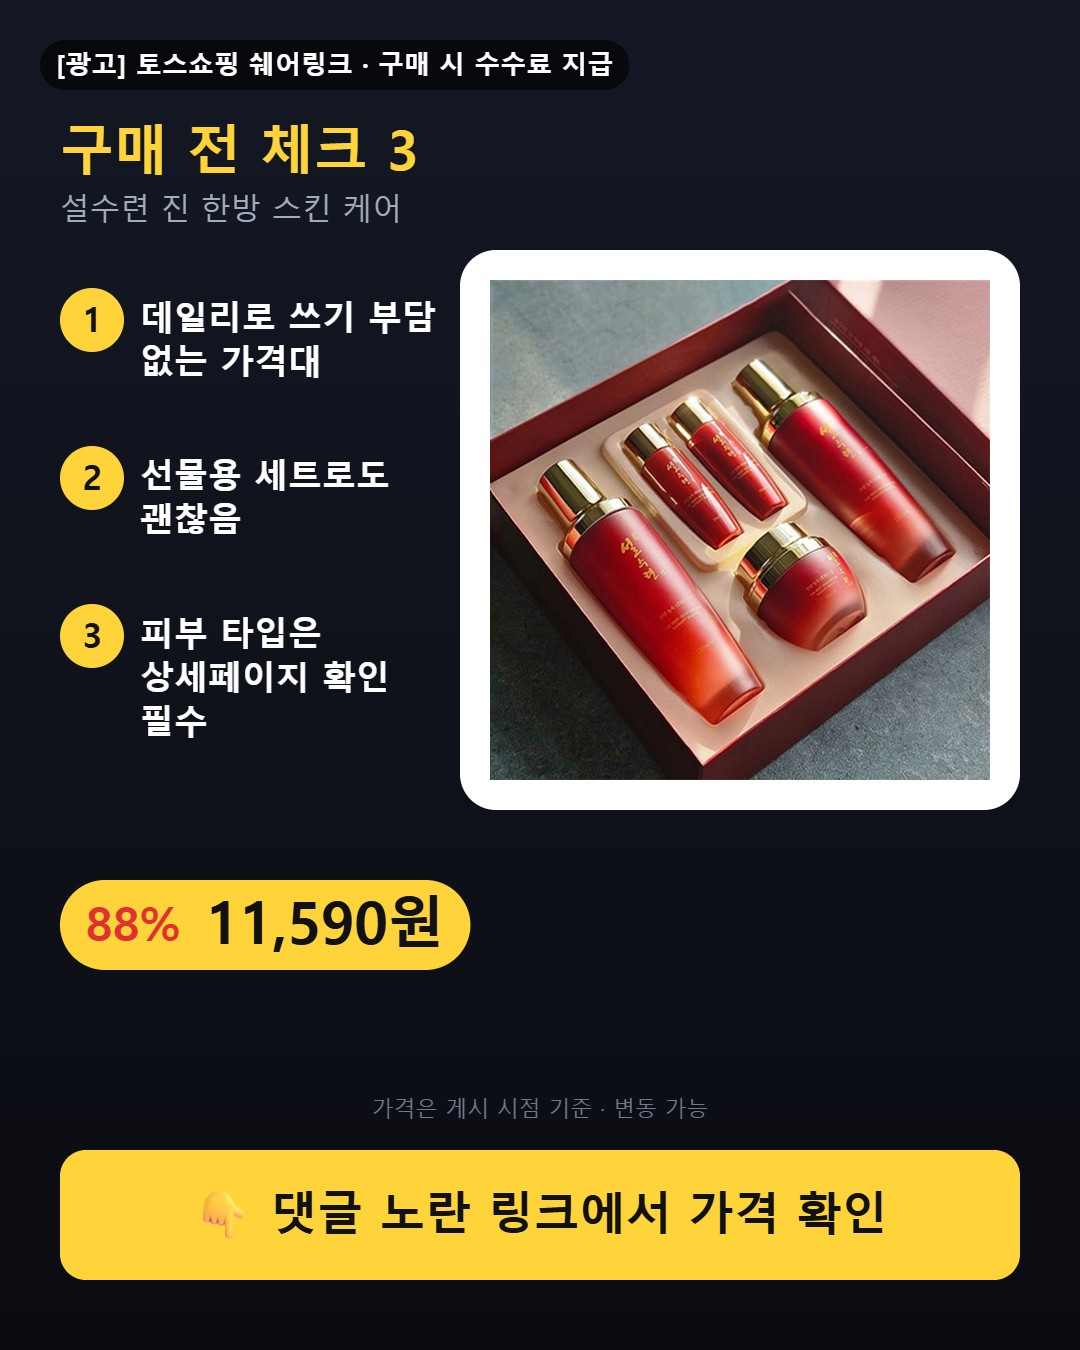 [광고] 토스쇼핑 쉐어링크 · 구매 시 수수료 지급
구매 전 체크 3
설수련 진 한방 스킨 케어
1 데일리로 쓰기 부담
없는 가격대
2 선물용 세트로도
괜찮음
3 피부 타입은
상세페이지 확인
필수
설수련
88% 11,590원
가격은 게시 시점 기준 · 변동 가능
👇 댓글 노란 링크에서 가격 확인